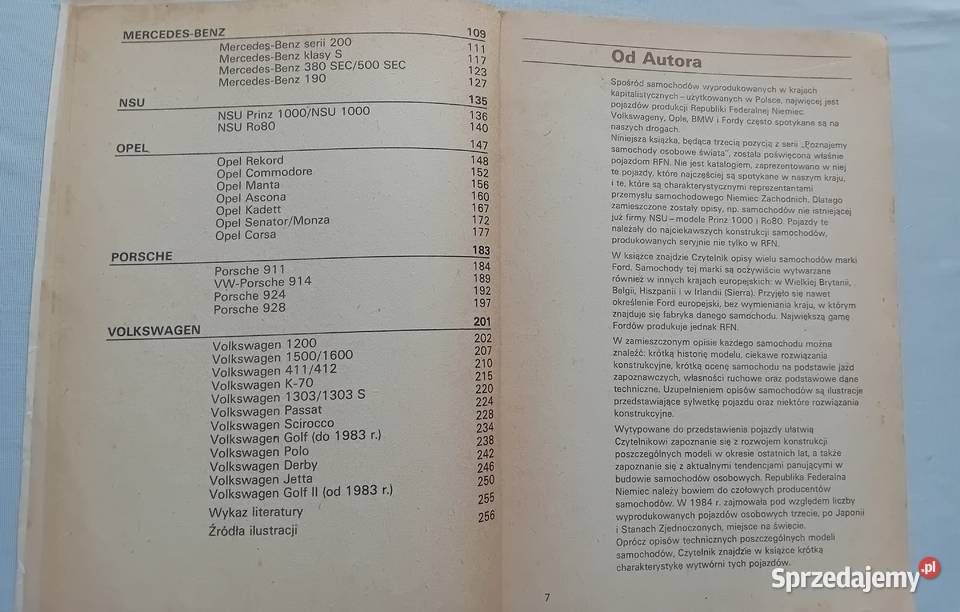 MERCEDES-BENZ 109
Mercedes-Benz serii 200 111
Mercedes-Benz klasy S 117
Mercedes-Benz 380 SEC/500 SEC 123
Mercedes-Benz 190 127
NSU 135
NSU Prinz 1000/NSU 1000 136
NSU Ro80 140
OPEL 147
Opel Rekord 148
Opel Commodore 152
Opel Manta 156
Opel Ascona 160
Opel Kadett 167
Opel Senator/Monza 172
Opel Corsa 177
PORSCHE 183
Porsche 911 184
VW-Porsche 914 189
Porsche 924 192
Porsche 928 197
VOLKSWAGEN 201
Volkswagen 1200 202
Volkswagen 1500/1600 207
Volkswagen 411/412 210
Volkswagen K-70 215
Volkswagen 1303/1303 S 220
Volkswagen Passat 224
Volkswagen Scirocco 228
Volkswagen Golf (do 1983 r.) 234
Volkswagen Polo 238
Volkswagen Derby 242
Volkswagen Jetta 246
Volkswagen Golf II (od 1983 r.) 250
Wykaz literatury 255
Źródła ilustracji 256
Od Autora
Spośród samochodów wyprodukowanych w krajach
kapitalistycznych – użytkowanych w Polsce, najwięcej jest
pojazdów produkcji Republiki Federalnej Niemiec.
Volkswageny, Ople, BMW i Fordy często spotykane są na
naszych drogach.
Niniejsza książka, będąca trzecią pozycją z serii „Poznajemy
samochody osobowe świata", została poświęcona właśnie
pojazdom RFN. Nie jest katalogiem, zaprezentowano w niej
te pojazdy, które najczęściej są spotykane w naszym kraju,
i te, które są charakterystycznymi reprezentantami
przemysłu samochodowego Niemiec Zachodnich. Dlatego
zamieszczone zostały opisy, np. samochodów nie istniejącej
już firmy NSU – modele Prinz 1000 i Ro80. Pojazdy te
należały do najciekawszych konstrukcji samochodów,
produkowanych seryjnie nie tylko w RFN.
W książce znajdzie Czytelnik opisy wielu samochodów marki
Ford. Samochody tej marki są oczywiście wytwarzane
również w innych krajach europejskich: w Wielkiej Brytanii,
Belgii, Hiszpanii i w Irlandii (Sierra). Przyjęło się nawet
określenie Ford europejski, bez wymieniania kraju, w którym
znajduje się fabryka danego samochodu. Największą gamę
Fordów produkuje jednak RFN.
W zamieszczonym opisie każdego samochodu można
znaleźć: krótką historię modelu, ciekawe rozwiązania
konstrukcyjne, krótką ocenę samochodu na podstawie jazd
zapoznawczych, własności ruchowe oraz podstawowe dane
techniczne. Uzupełnieniem opisów samochodów są ilustracje
przedstawiające sylwetkę pojazdu oraz niektóre rozwiązania
konstrukcyjne.
Wytypowane do przedstawienia pojazdy ułatwią
Czytelnikowi zapoznanie się z rozwojem konstrukcji
poszczególnych modeli w okresie ostatnich lat, a także
zapoznanie się z aktualnymi tendencjami panującymi w
budowie samochodów osobowych. Republika Federalna
Niemiec należy bowiem do czołowych producentów
samochodów. W 1984 r. zajmowała pod względem liczby
wyprodukowanych pojazdów osobowych trzecie, po Japonii
i Stanach Zjednoczonych, miejsce na świecie.
Oprócz opisów technicznych poszczególnych modeli
samochodów, Czytelnik znajdzie w książce krótką
charakterystykę wytwórni tych pojazdów.
7
Sprzedajemy.pl